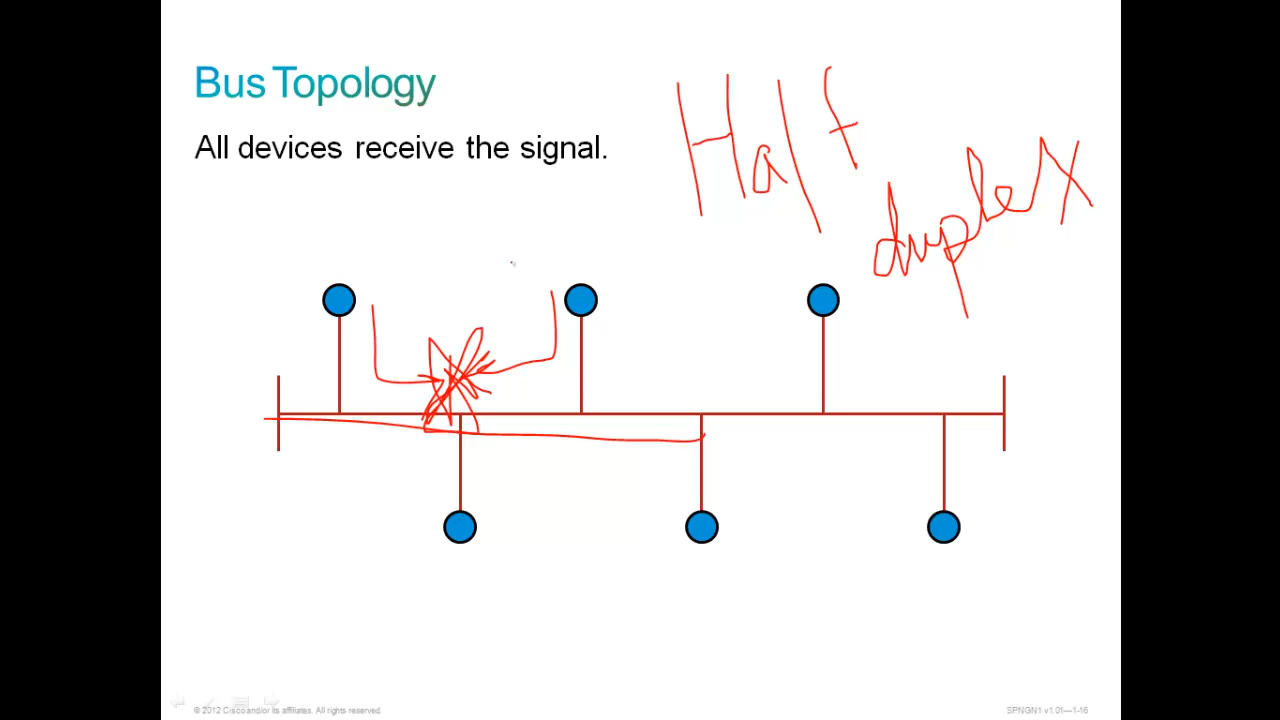 Bus Topology
All devices receive the signal.
Half
duplex
© 2012 Cisco and/or its affiliates. All rights reserved.
SPNGN1 v1.01—1-16